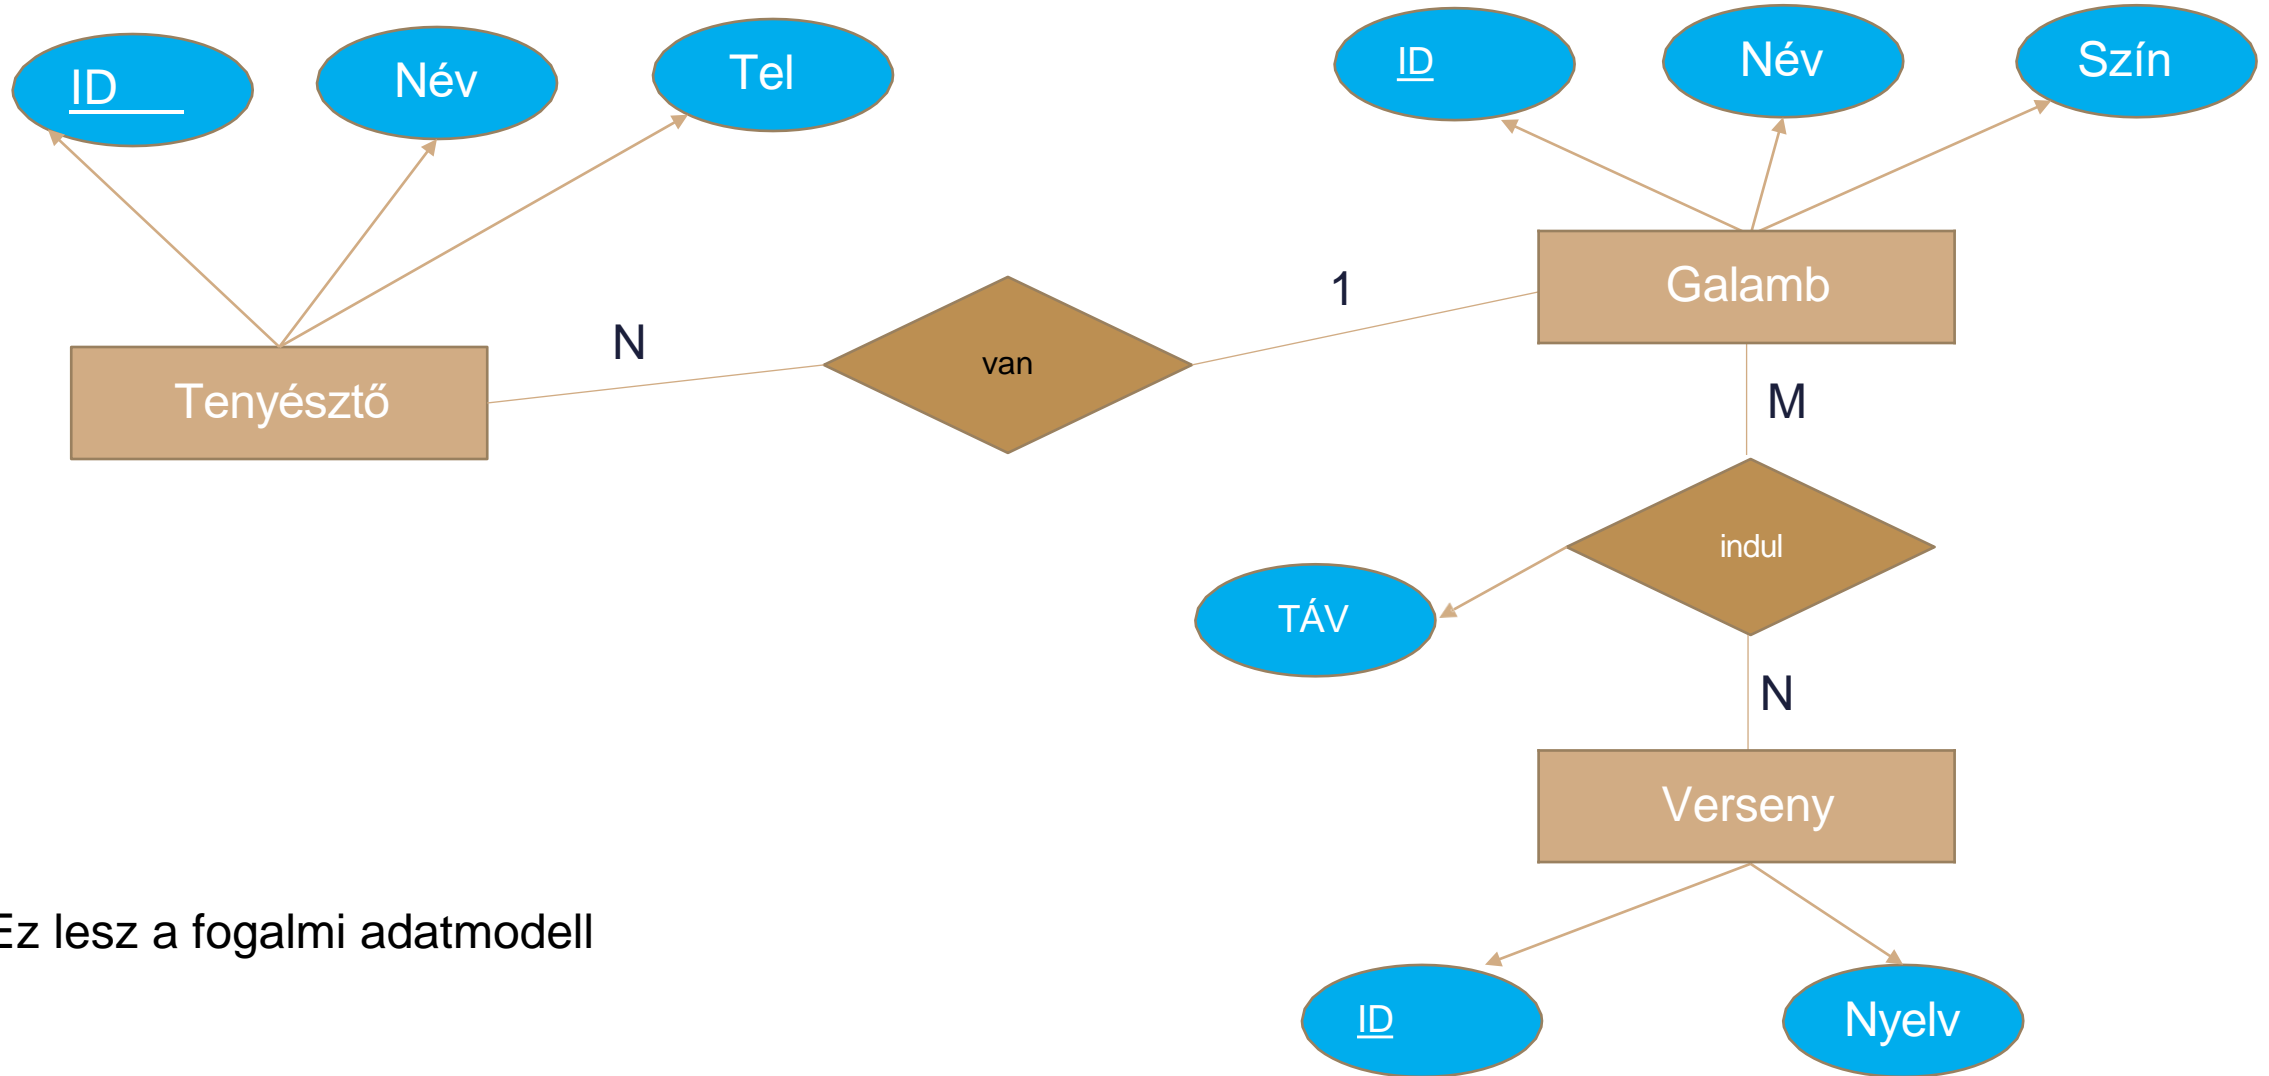 ID
Név
Tel
ID
Név
Szín
Galamb
1
N
van
Tenyésztő
M
indul
TÁV
N
Verseny
Ez lesz a fogalmi adatmodell
ID
Nyelv